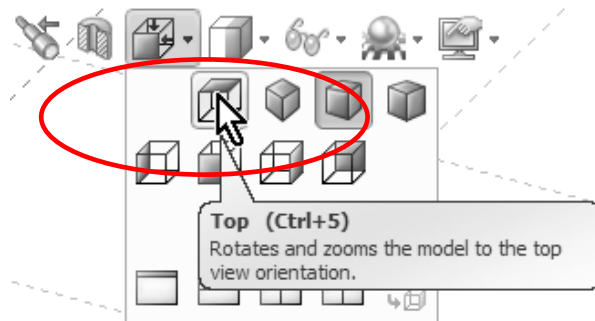 Top (Ctrl+5)
Rotates and zooms the model to the top
view orientation.